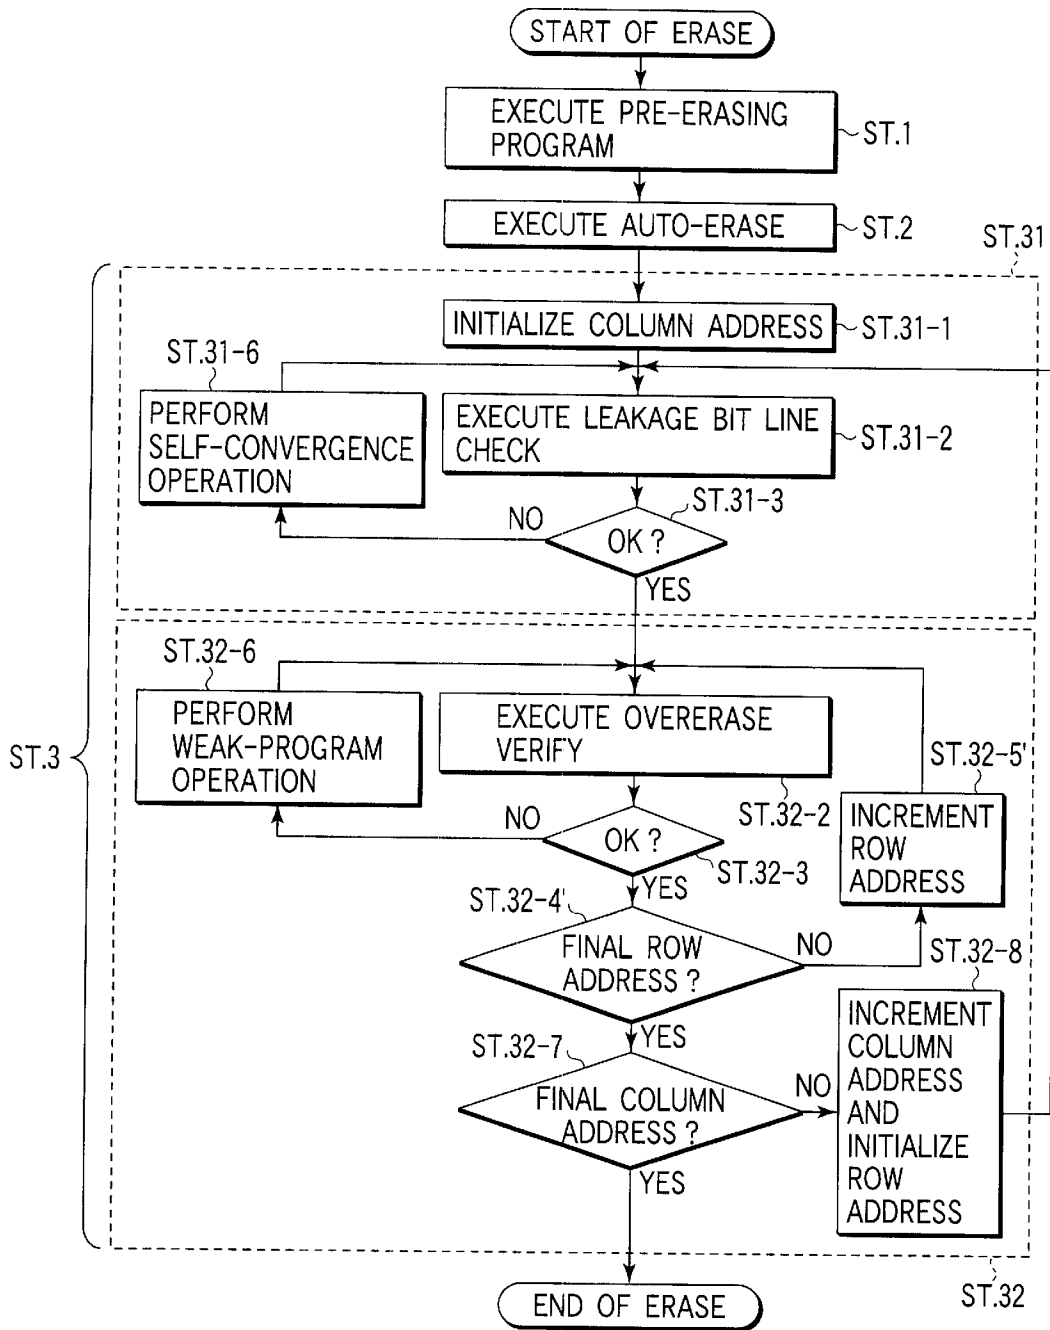 START OF ERASE
EXECUTE PRE-ERASING
PROGRAM
ST.1
EXECUTE AUTO-ERASE
ST.2
ST.31
INITIALIZE COLUMN ADDRESS
ST.31-1
ST.31-6
PERFORM
SELF-CONVERGENCE
OPERATION
EXECUTE LEAKAGE BIT LINE
CHECK
ST.31-2
ST.31-3
NO
OK?
YES
ST.32-6
PERFORM
WEAK-PROGRAM
OPERATION
EXECUTE OVERERASE
VERIFY
ST.3
ST.32-2
ST.32-5'
INCREMENT
ROW
ADDRESS
NO
OK?
ST.32-3
YES
ST.32-4'
FINAL ROW
ADDRESS?
NO
ST.32-8
YES
ST.32-7
FINAL COLUMN
ADDRESS?
NO
INCREMENT
COLUMN
ADDRESS
AND
INITIALIZE
ROW
ADDRESS
YES
ST.32
END OF ERASE